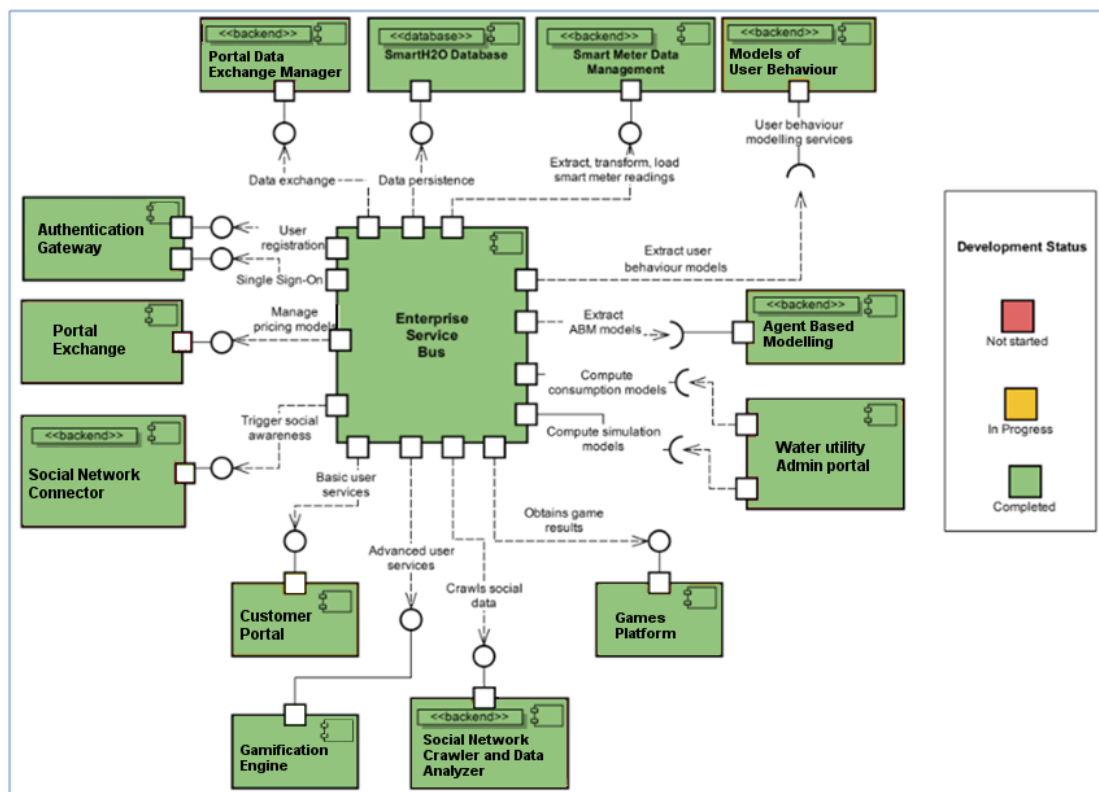 <<backend>>
Portal Data
Exchange Manager
<<database>>
SmartH2O Database
<<backend>>
Smart Meter Data
Management
<<backend>>
Models of
User Behaviour
User behaviour
modelling services
Data exchange
Data persistence
Extract, transform, load
smart meter readings
Authentication
Gateway
User
registration
Single Sign-On
Extract user
behaviour models
Development Status
Not started
In Progress
Completed
Portal
Exchange
Manage
pricing models
Enterprise
Service
Bus
Extract
ABM models
<<backend>>
Agent Based
Modelling
Compute
consumption models
Compute simulation
models
Water utility
Admin portal
<<backend>>
Social Network
Connector
Trigger social
awareness
Basic user
services
Advanced user
services
Crawls social
data
Obtains game
results
Customer
Portal
Games
Platform
Gamification
Engine
<<backend>>
Social Network
Crawler and Data
Analyzer